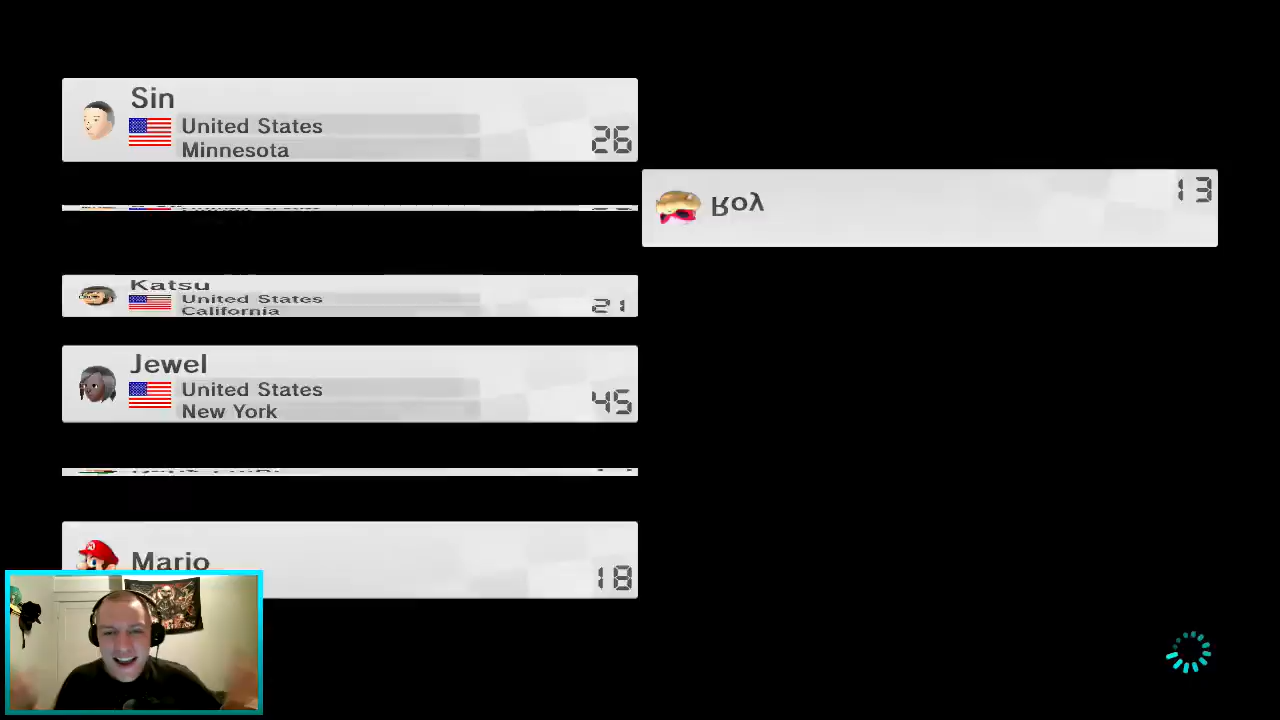 Sin
United States
Minnesota
26
Roy
13
Katsu
United States
California
21
Jewel
United States
New York
45
Mario
18